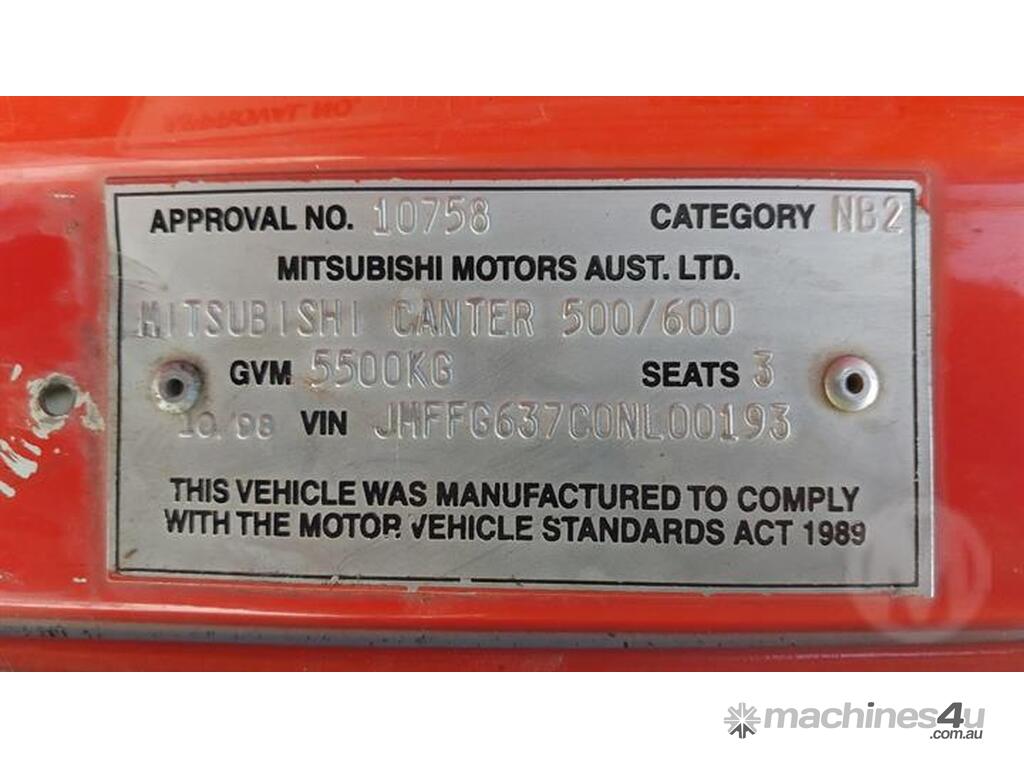 APPROVAL NO. 10758 CATEGORY NB2
MITSUBISHI MOTORS AUST. LTD.
MITSUBISHI CANTER 500/600
GVM 5500KG SEATS 3
10/98 VIN JMFFG637C0NL00193
THIS VEHICLE WAS MANUFACTURED TO COMPLY
WITH THE MOTOR VEHICLE STANDARDS ACT 1989
machines4u
.com.au